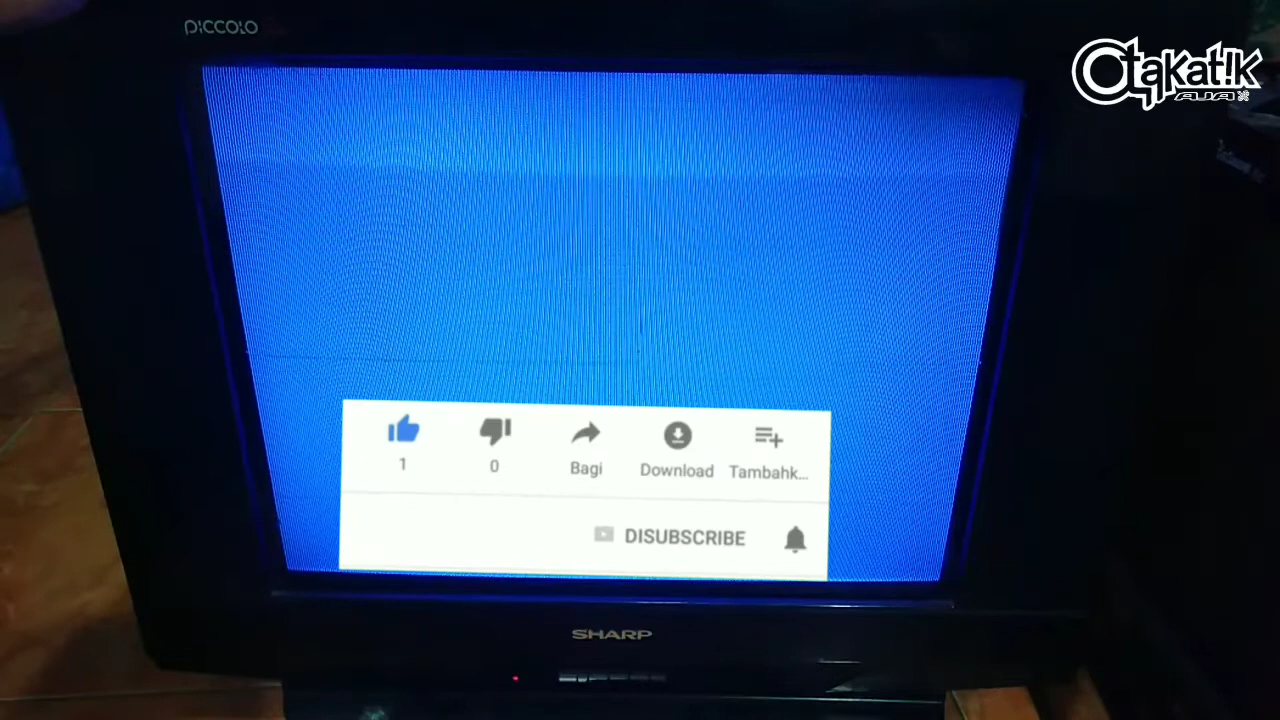 PICCOLO
Otakat!K
AJA
1
0
Bagi
Download
Tambahk...
DISUBSCRIBE
SHARP